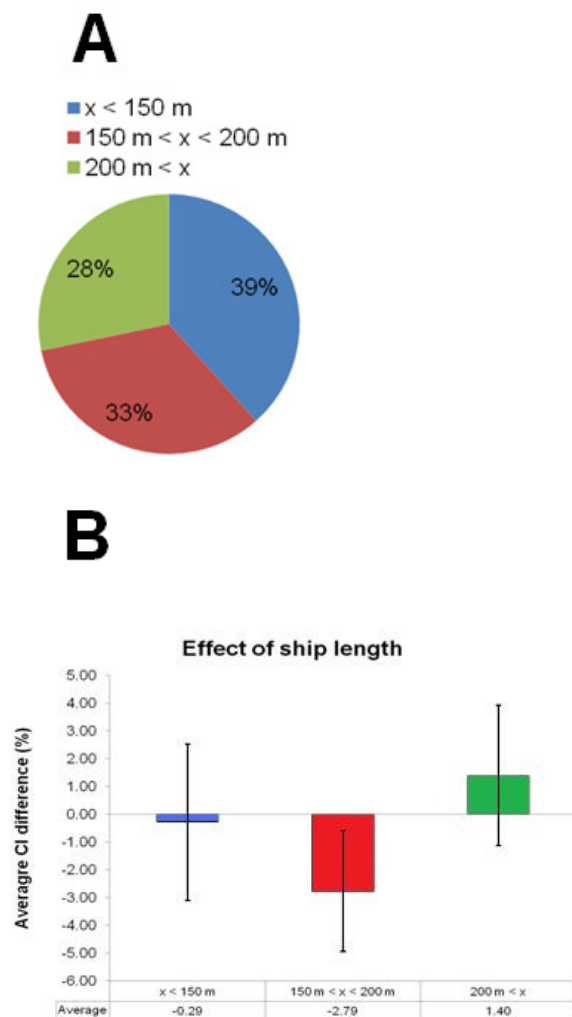 A
x < 150 m
150 m < x < 200 m
200 m < x
28%
39%
33%
B
Effect of ship length
Averagre CI difference (%)
5.00
4.00
3.00
2.00
1.00
0.00
-1.00
-2.00
-3.00
-4.00
-5.00
-6.00
x < 150 m 150 m < x < 200 m 200 m < x
Average -0.29 -2.79 1.40